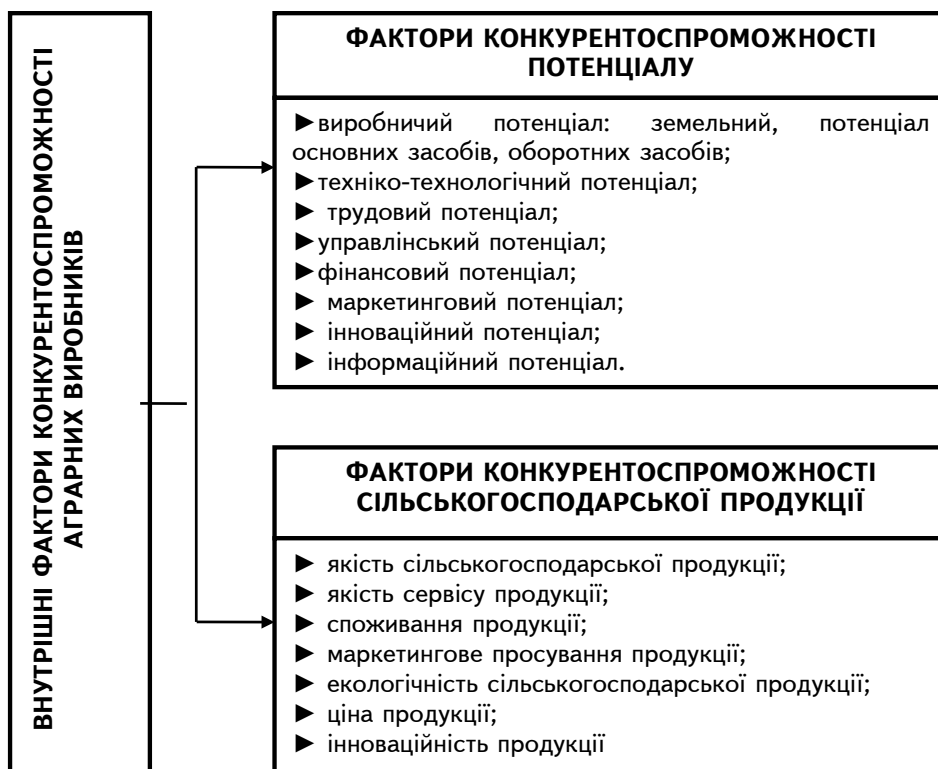 ВНУТРІШНІ ФАКТОРИ КОНКУРЕНТОСПРОМОЖНОСТІ
АГРАРНИХ ВИРОБНИКІВ
ФАКТОРИ КОНКУРЕНТОСПРОМОЖНОСТІ
ПОТЕНЦІАЛУ
►виробничий потенціал: земельний, потенціал
основних засобів, оборотних засобів;
►техніко-технологічний потенціал;
► трудовий потенціал;
►управлінський потенціал;
►фінансовий потенціал;
► маркетинговий потенціал;
► інноваційний потенціал;
► інформаційний потенціал.
ФАКТОРИ КОНКУРЕНТОСПРОМОЖНОСТІ
СІЛЬСЬКОГОСПОДАРСЬКОЇ ПРОДУКЦІЇ
► якість сільськогосподарської продукції;
► якість сервісу продукції;
► споживання продукції;
► маркетингове просування продукції;
► екологічність сільськогосподарської продукції;
► ціна продукції;
► інноваційність продукції